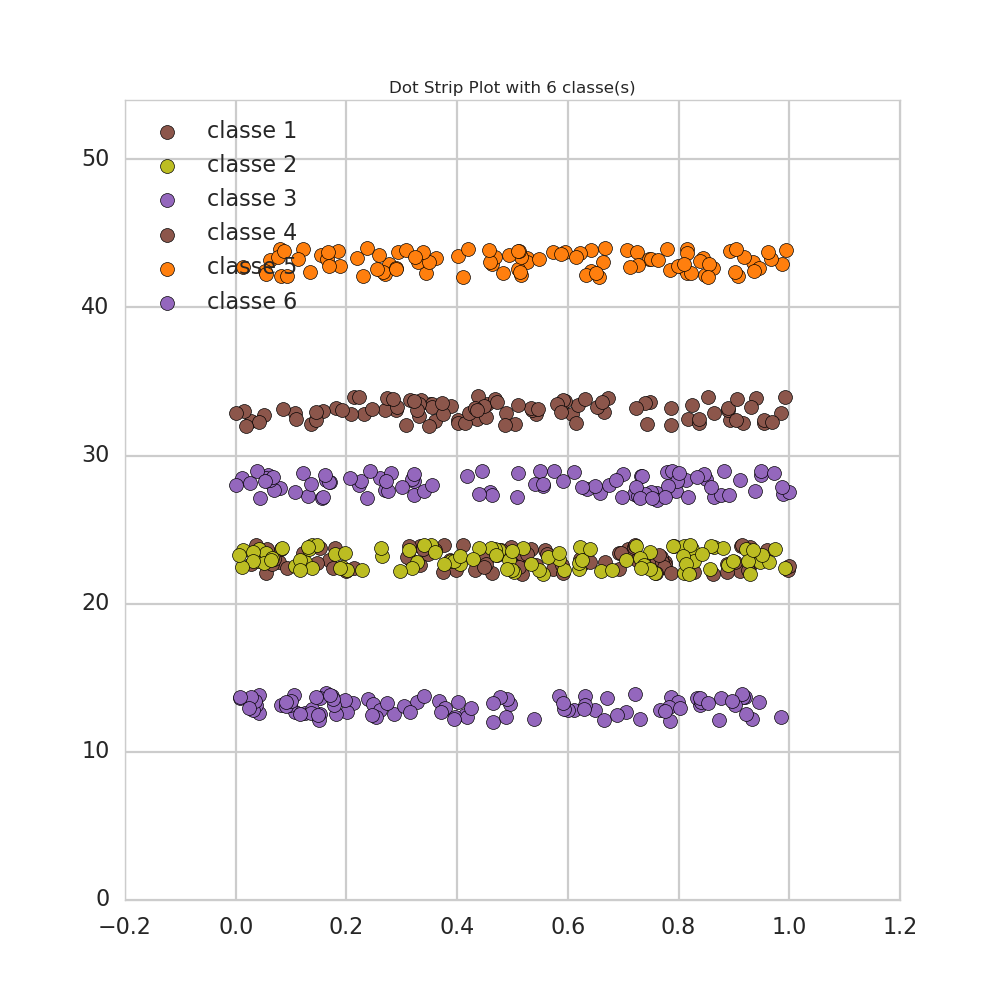 Dot Strip Plot with 6 classe(s)
classe 1
classe 2
classe 3
classe 4
classe 5
classe 6
50
40
30
20
10
0
−0.2 0.0 0.2 0.4 0.6 0.8 1.0 1.2